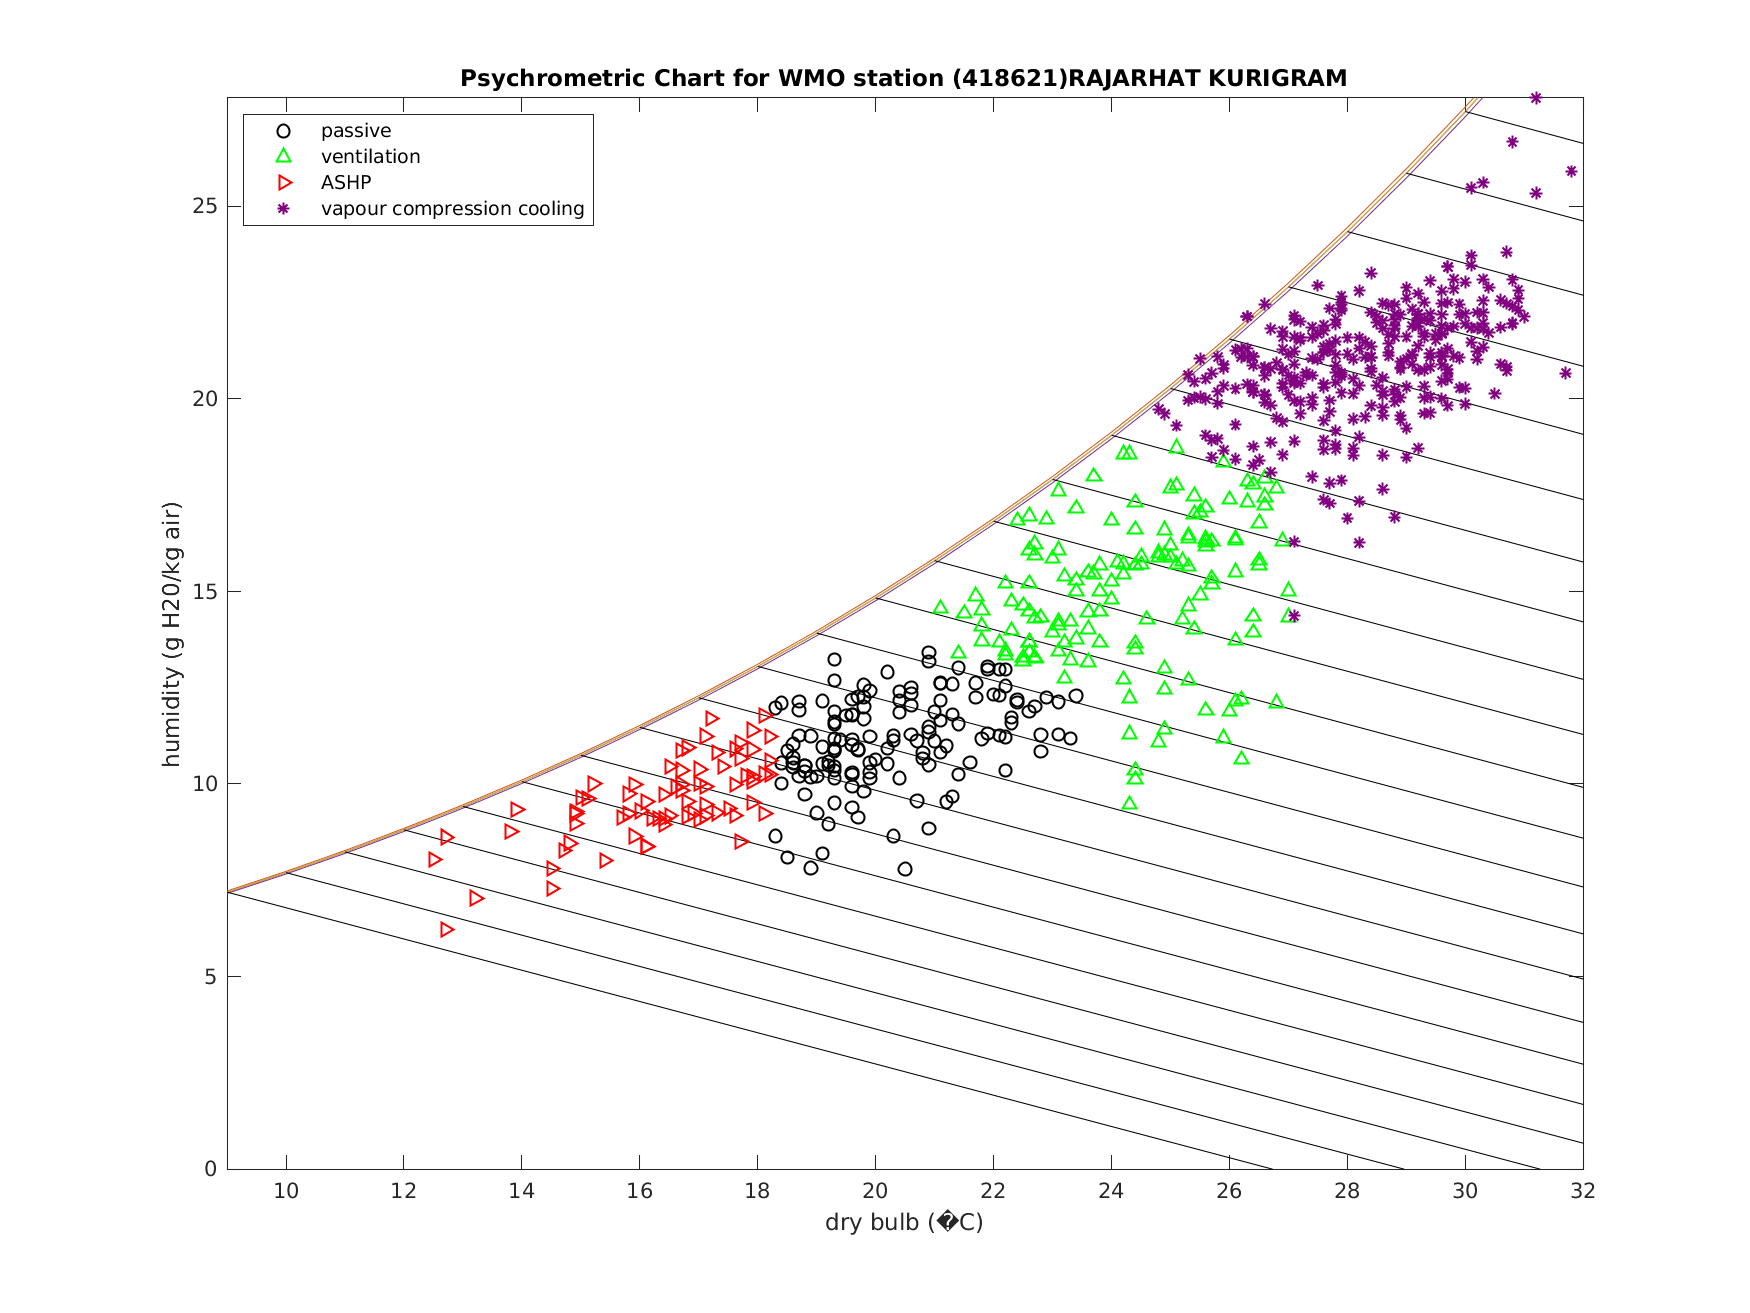 Psychrometric Chart for WMO station (418621)RAJARHAT KURIGRAM
passive
ventilation
ASHP
vapour compression cooling
humidity (g H20/kg air)
25
20
15
10
5
0
10 12 14 16 18 20 22 24 26 28 30 32
dry bulb (�C)